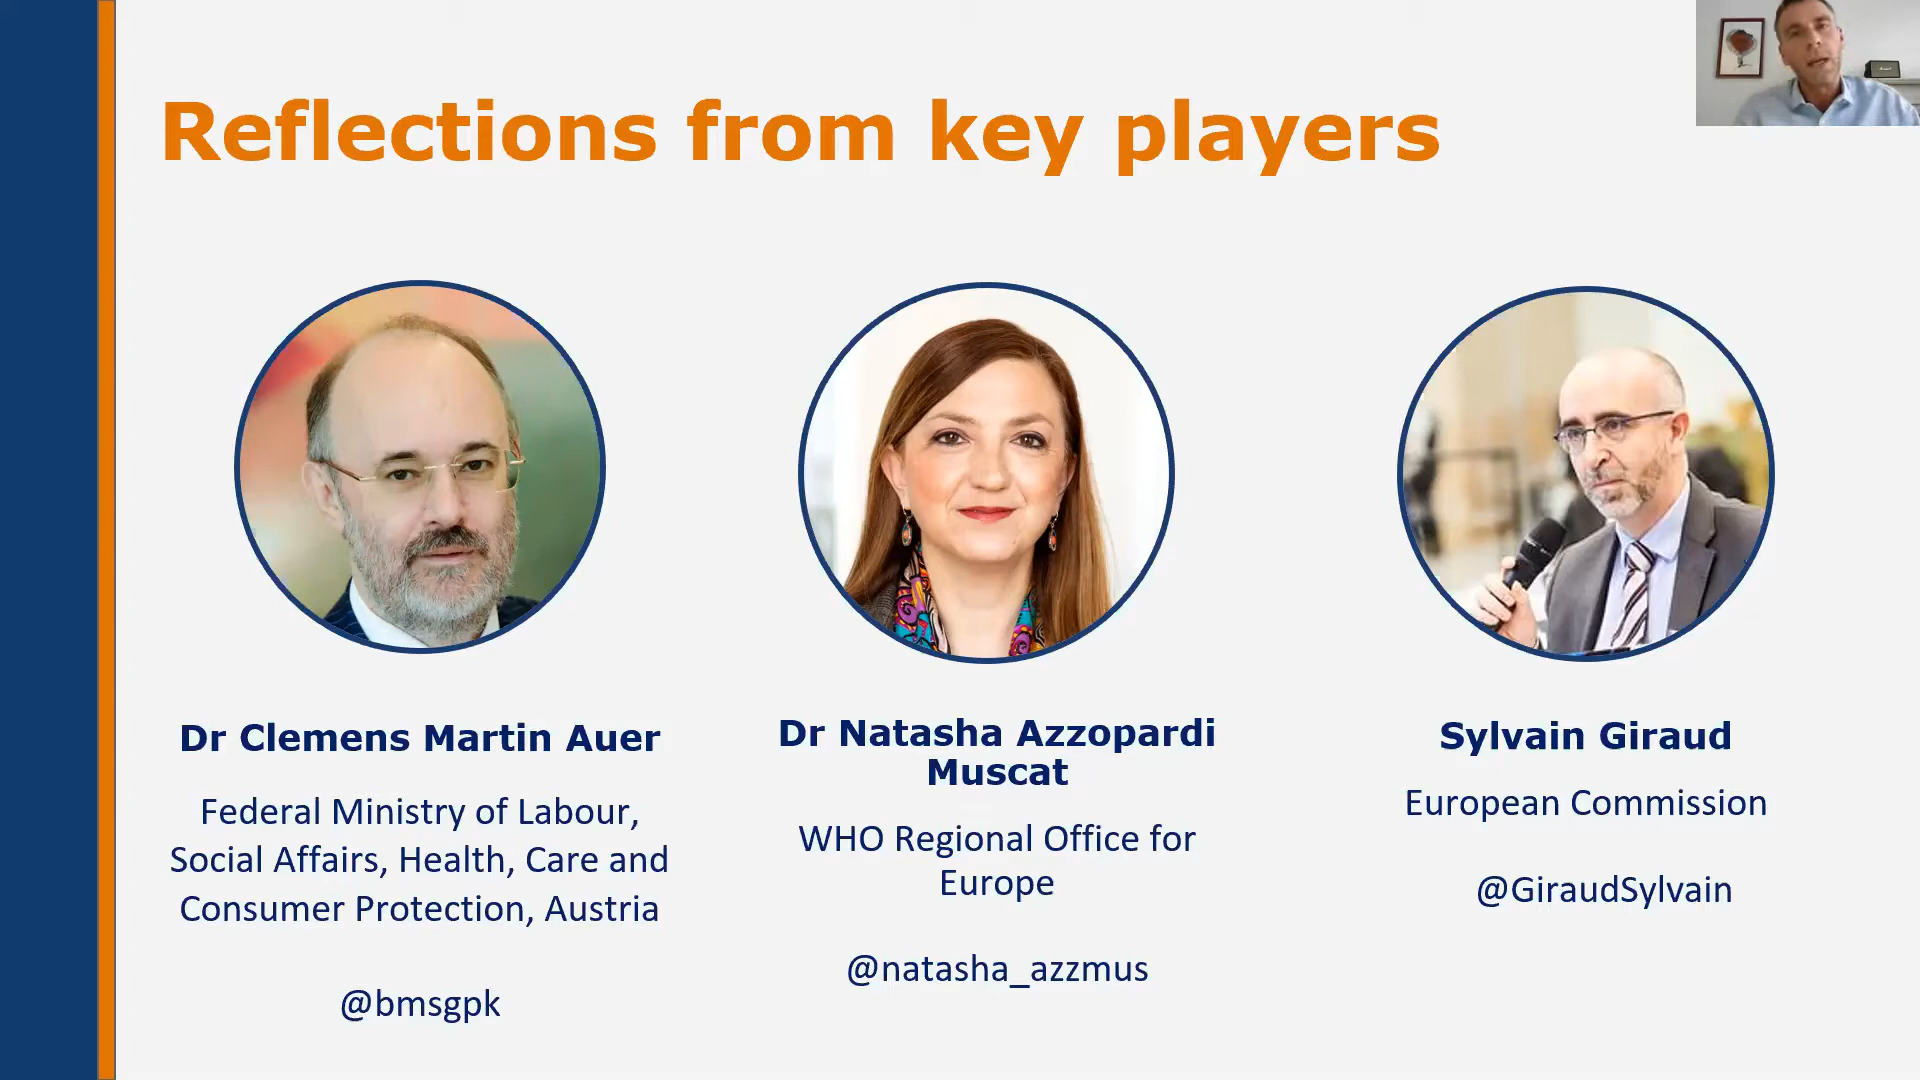 Reflections from key players
Dr Clemens Martin Auer
Federal Ministry of Labour,
Social Affairs, Health, Care and
Consumer Protection, Austria
@bmsgpk
Dr Natasha Azzopardi
Muscat
WHO Regional Office for
Europe
@natasha_azzmus
Sylvain Giraud
European Commission
@GiraudSylvain